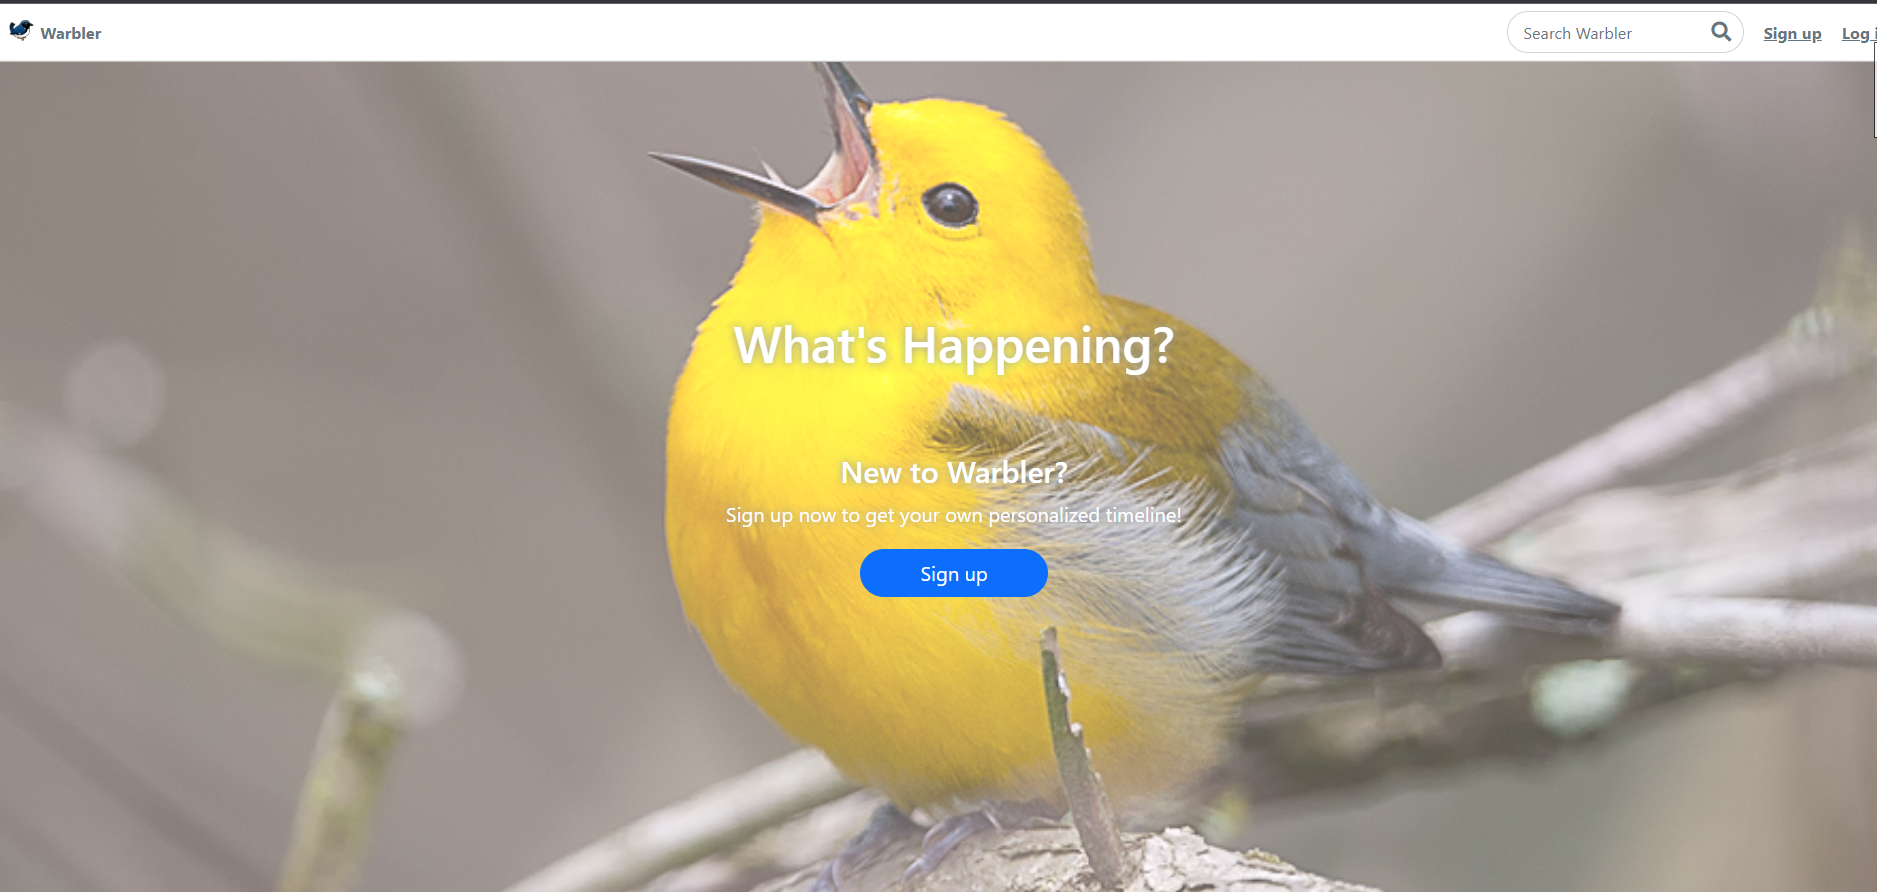 Warbler
Search Warbler
Sign up
Log i
What's Happening?
New to Warbler?
Sign up now to get your own personalized timeline!
Sign up